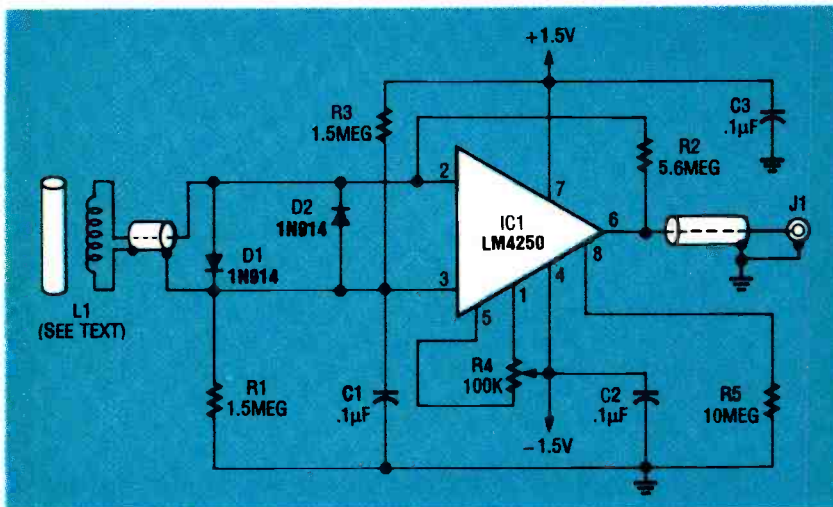 +1.5V
R3
1.5MEG
C3
.1µF
R2
5.6MEG
J1
2
7
D2
1N914
IC1
LM4250
6
8
D1
1N914
3
4
5
1
L1
(SEE TEXT)
R4
100K
R1
1.5MEG
C1
.1µF
C2
.1µF
R5
10MEG
−1.5V